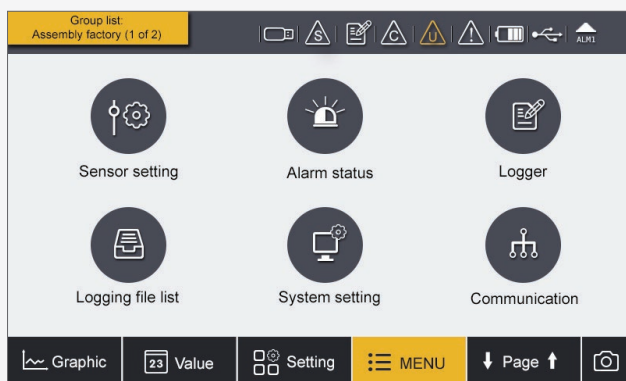 Group list:
Assembly factory (1 of 2)
S
C
U
!
ALM1
Sensor setting
Alarm status
Logger
Logging file list
System setting
Communication
Graphic
23 Value
Setting
MENU
Page